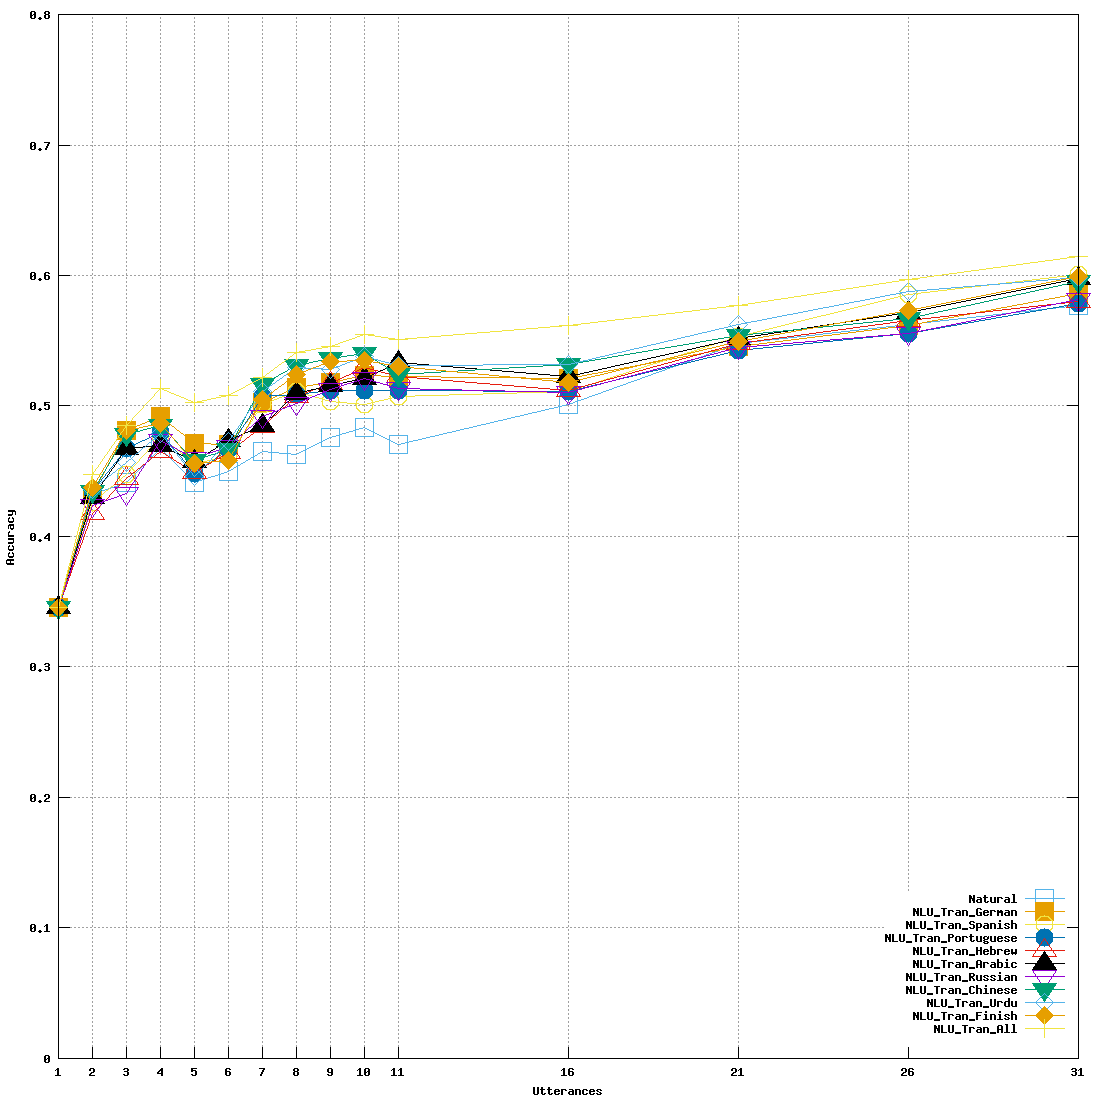 0.8
0.7
0.6
0.5
0.4
0.3
0.2
0.1
0
Accuracy
Natural
NLU_Tran_German
NLU_Tran_Spanish
NLU_Tran_Portuguese
NLU_Tran_Hebrew
NLU_Tran_Arabic
NLU_Tran_Russian
NLU_Tran_Chinese
NLU_Tran_Urdu
NLU_Tran_Finish
NLU_Tran_All
1 2 3 4 5 6 7 8 9 10 11 16 21 26 31
Utterances